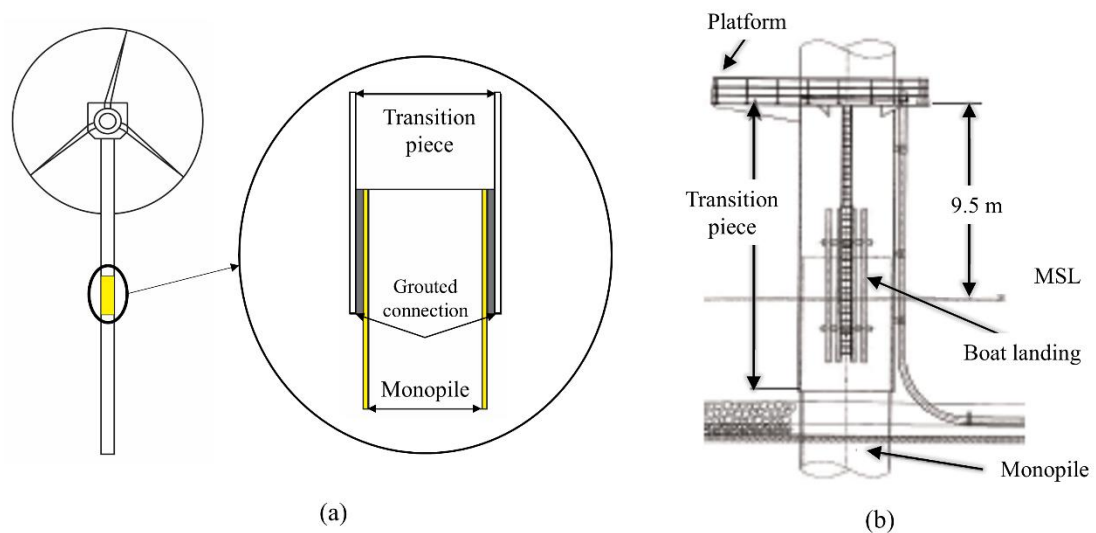 Transition
piece
Grouted
connection
Monopile
(a)
Platform
Transition
piece
9.5 m
MSL
Boat landing
Monopile
(b)